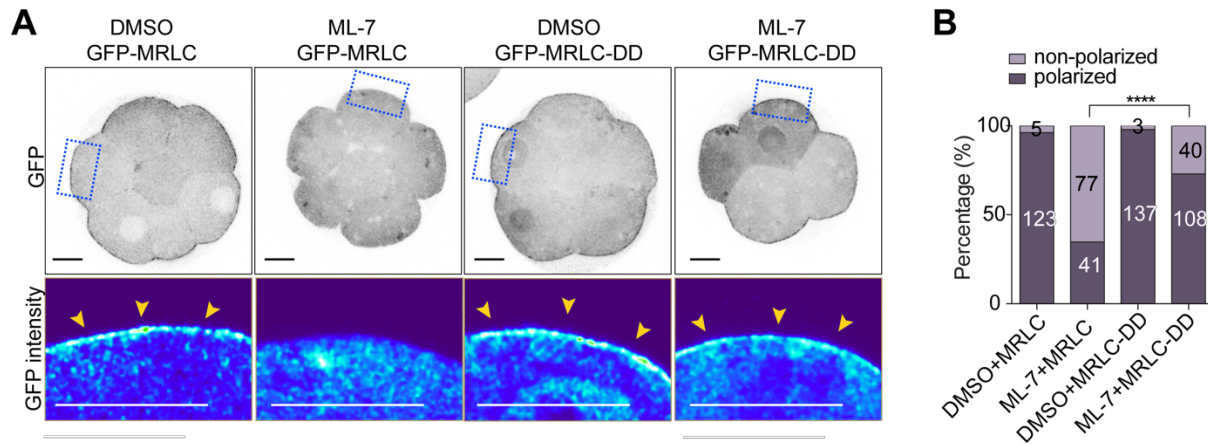 A
DMSO
GFP-MRLC
ML-7
GFP-MRLC
DMSO
GFP-MRLC-DD
ML-7
GFP-MRLC-DD
GFP
GFP intensity
B
non-polarized
polarized
****
Percentage (%)
100
50
0
5
123
77
41
3
137
40
108
DMSO+MRLC
ML-7+MRLC
DMSO+MRLC-DD
ML-7+MRLC-DD